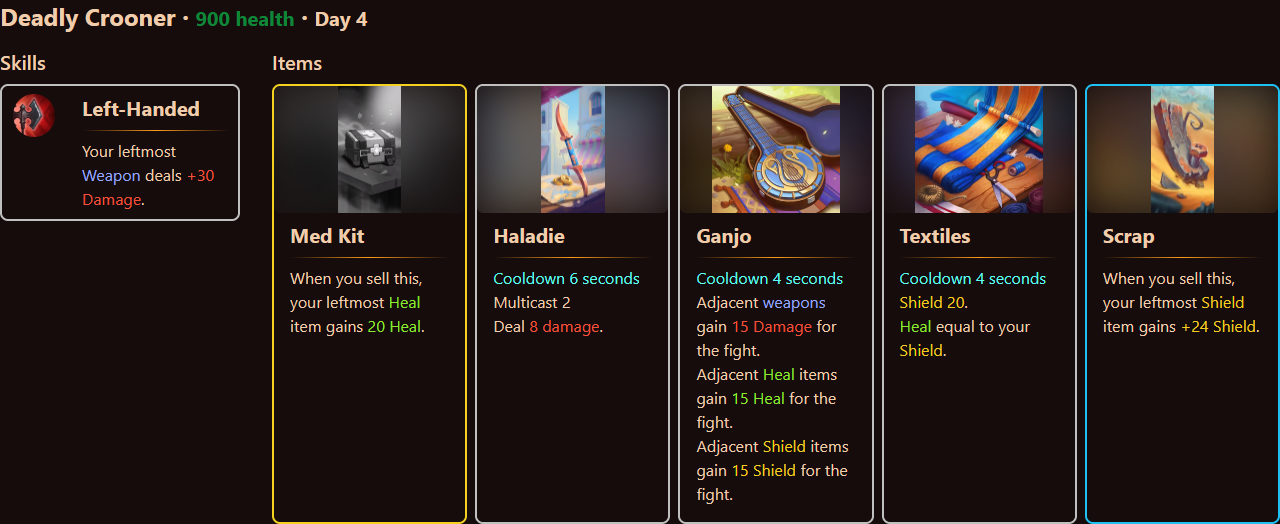 Deadly Crooner · 900 health · Day 4
Skills
Items
Left-Handed
Your leftmost
Weapon deals +30
Damage.
Med Kit
When you sell this,
your leftmost Heal
item gains 20 Heal.
Haladie
Cooldown 6 seconds
Multicast 2
Deal 8 damage.
Ganjo
Cooldown 4 seconds
Adjacent weapons
gain 15 Damage for
the fight.
Adjacent Heal items
gain 15 Heal for the
fight.
Adjacent Shield items
gain 15 Shield for the
fight.
Textiles
Cooldown 4 seconds
Shield 20.
Heal equal to your
Shield.
Scrap
When you sell this,
your leftmost Shield
item gains +24 Shield.